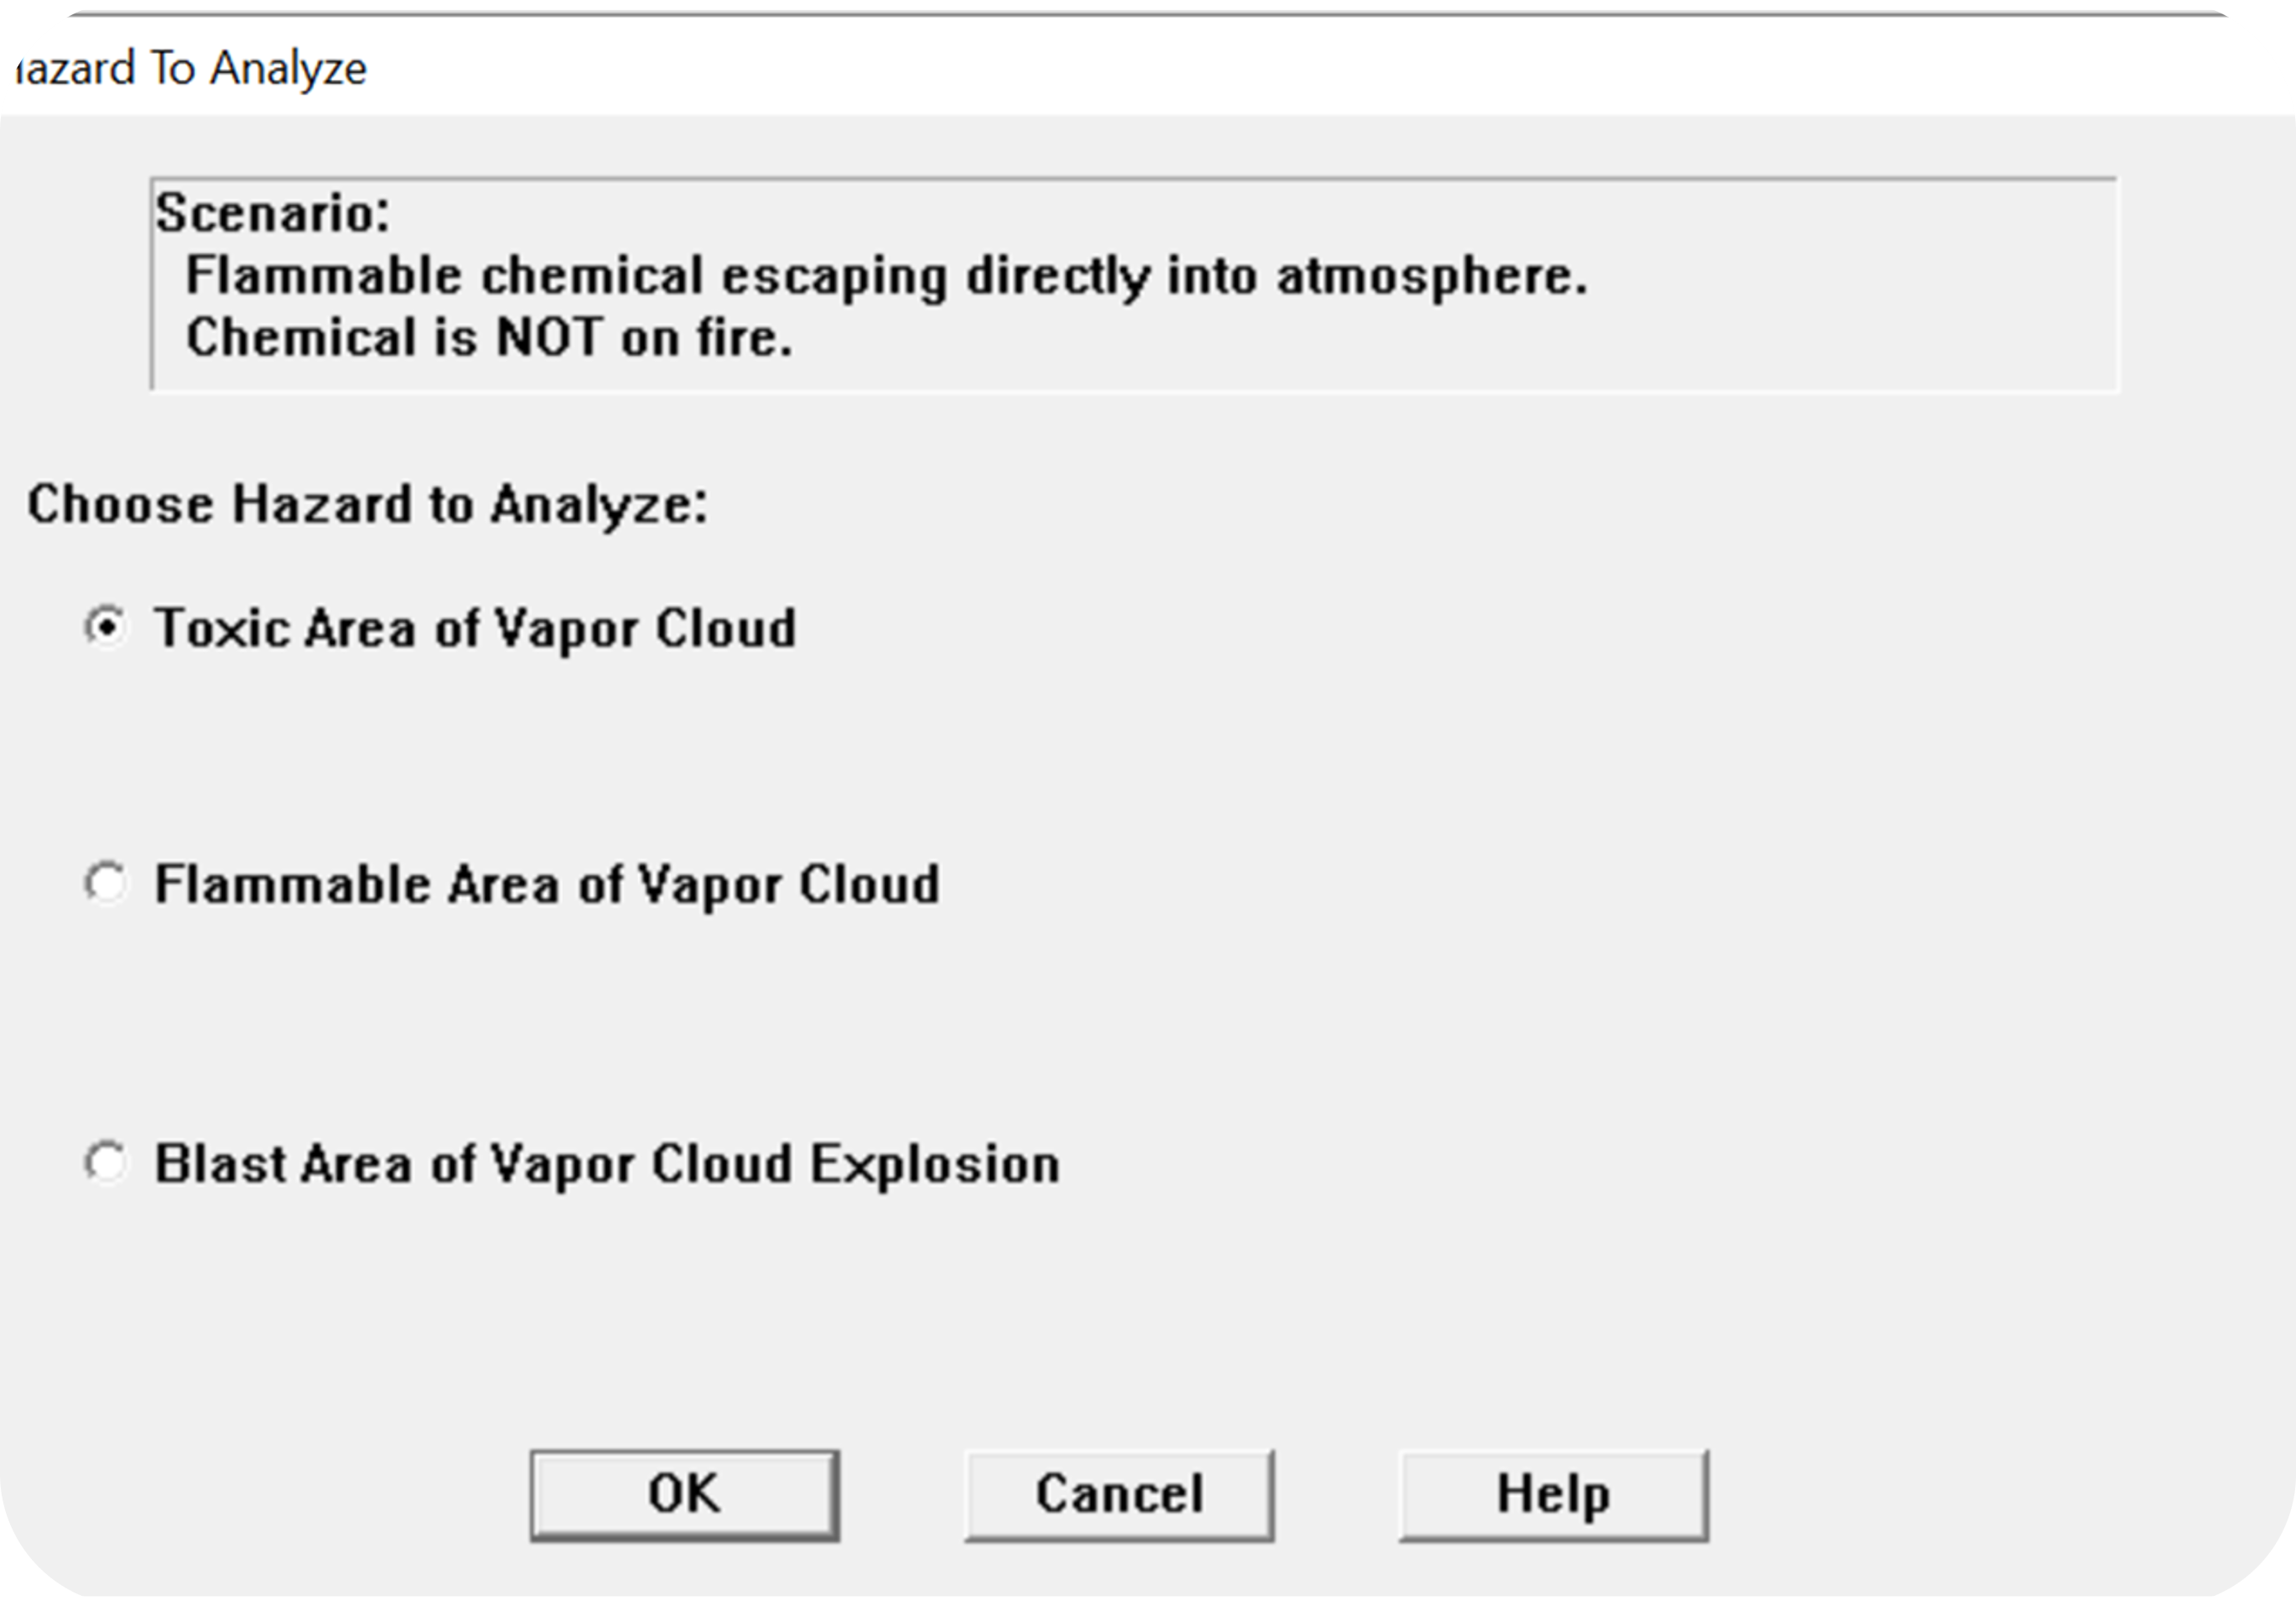 azard To Analyze
Scenario:
Flammable chemical escaping directly into atmosphere.
Chemical is NOT on fire.
Choose Hazard to Analyze:
Toxic Area of Vapor Cloud
Flammable Area of Vapor Cloud
Blast Area of Vapor Cloud Explosion
OK Cancel Help